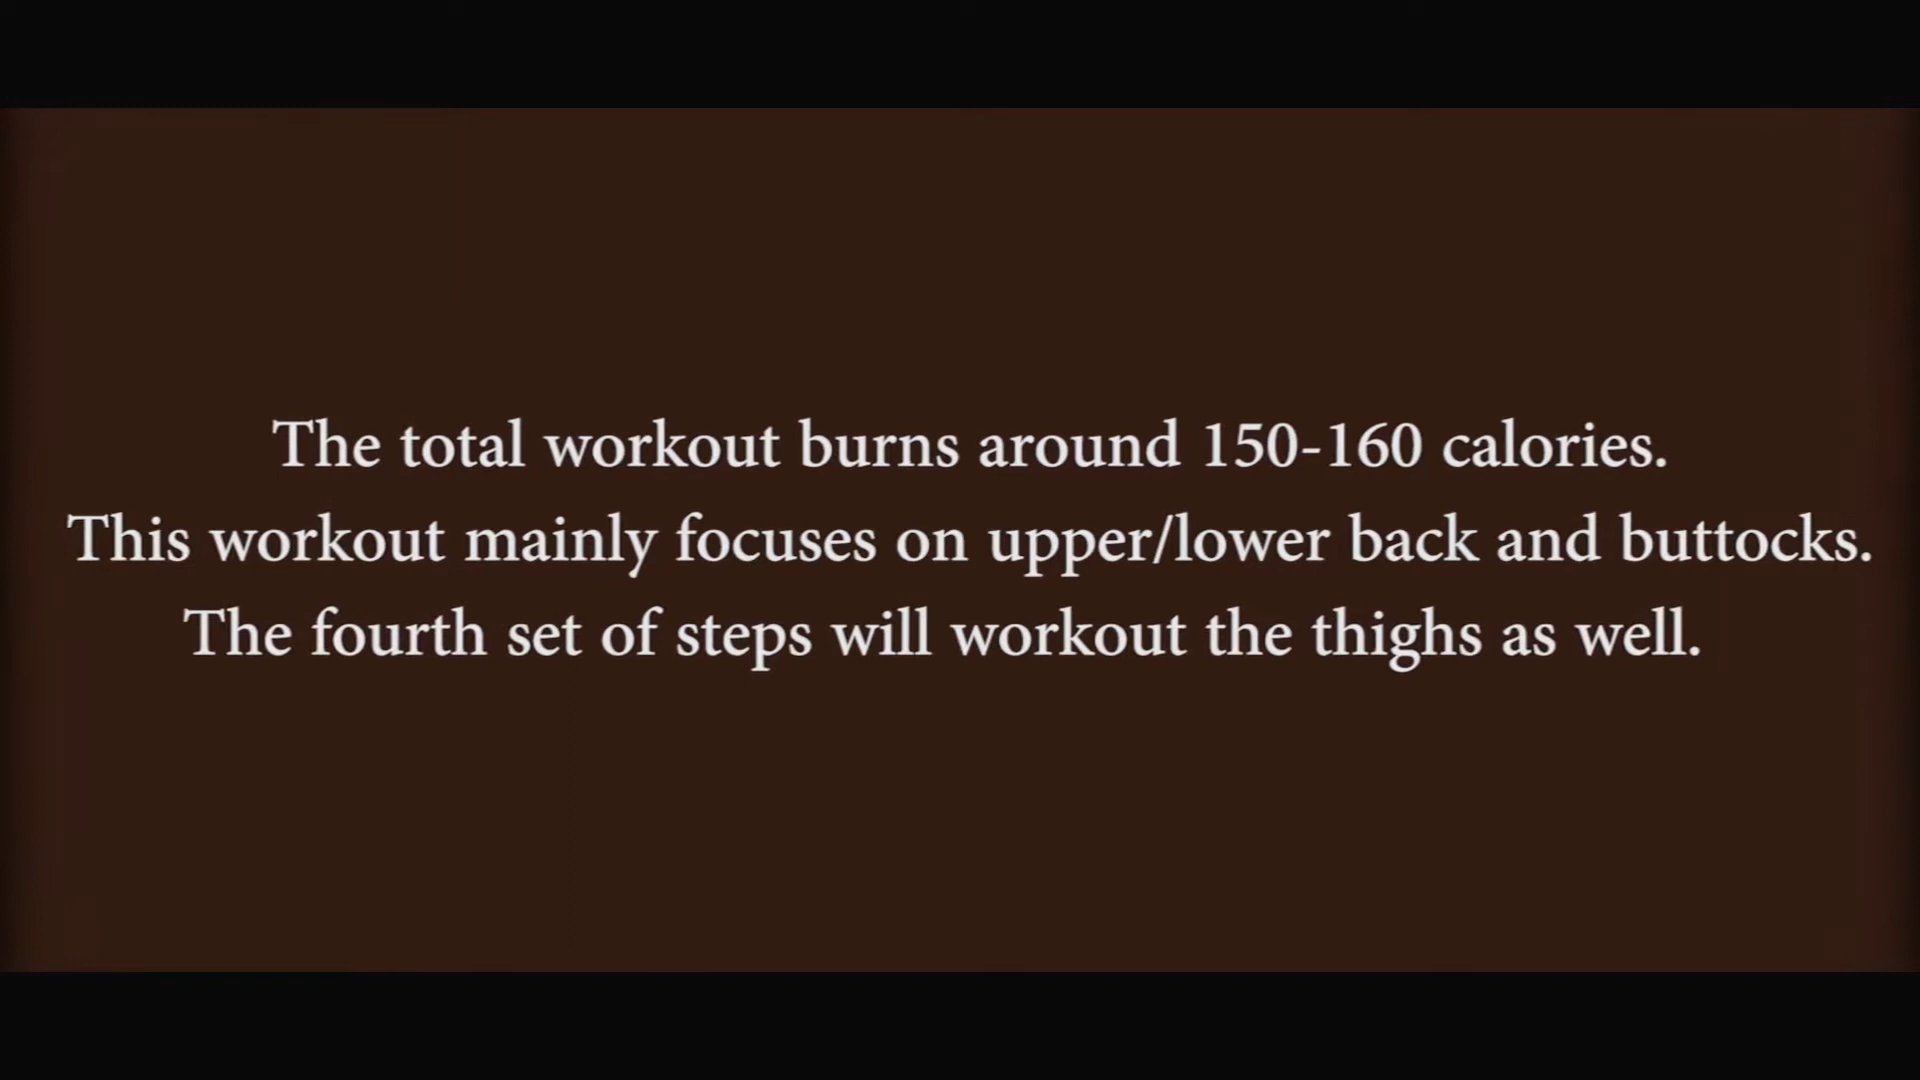 The total workout burns around 150-160 calories.
This workout mainly focuses on upper/lower back and buttocks.
The fourth set of steps will workout the thighs as well.